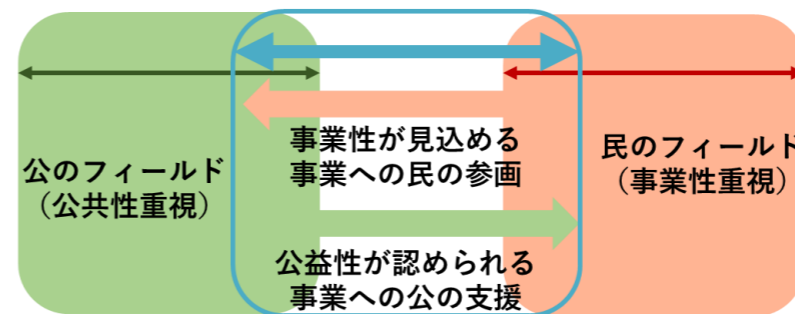 公のフィールド
（公共性重視）
事業性が見込める
事業への民の参画
公益性が認められる
事業への公の支援
民のフィールド
（事業性重視）